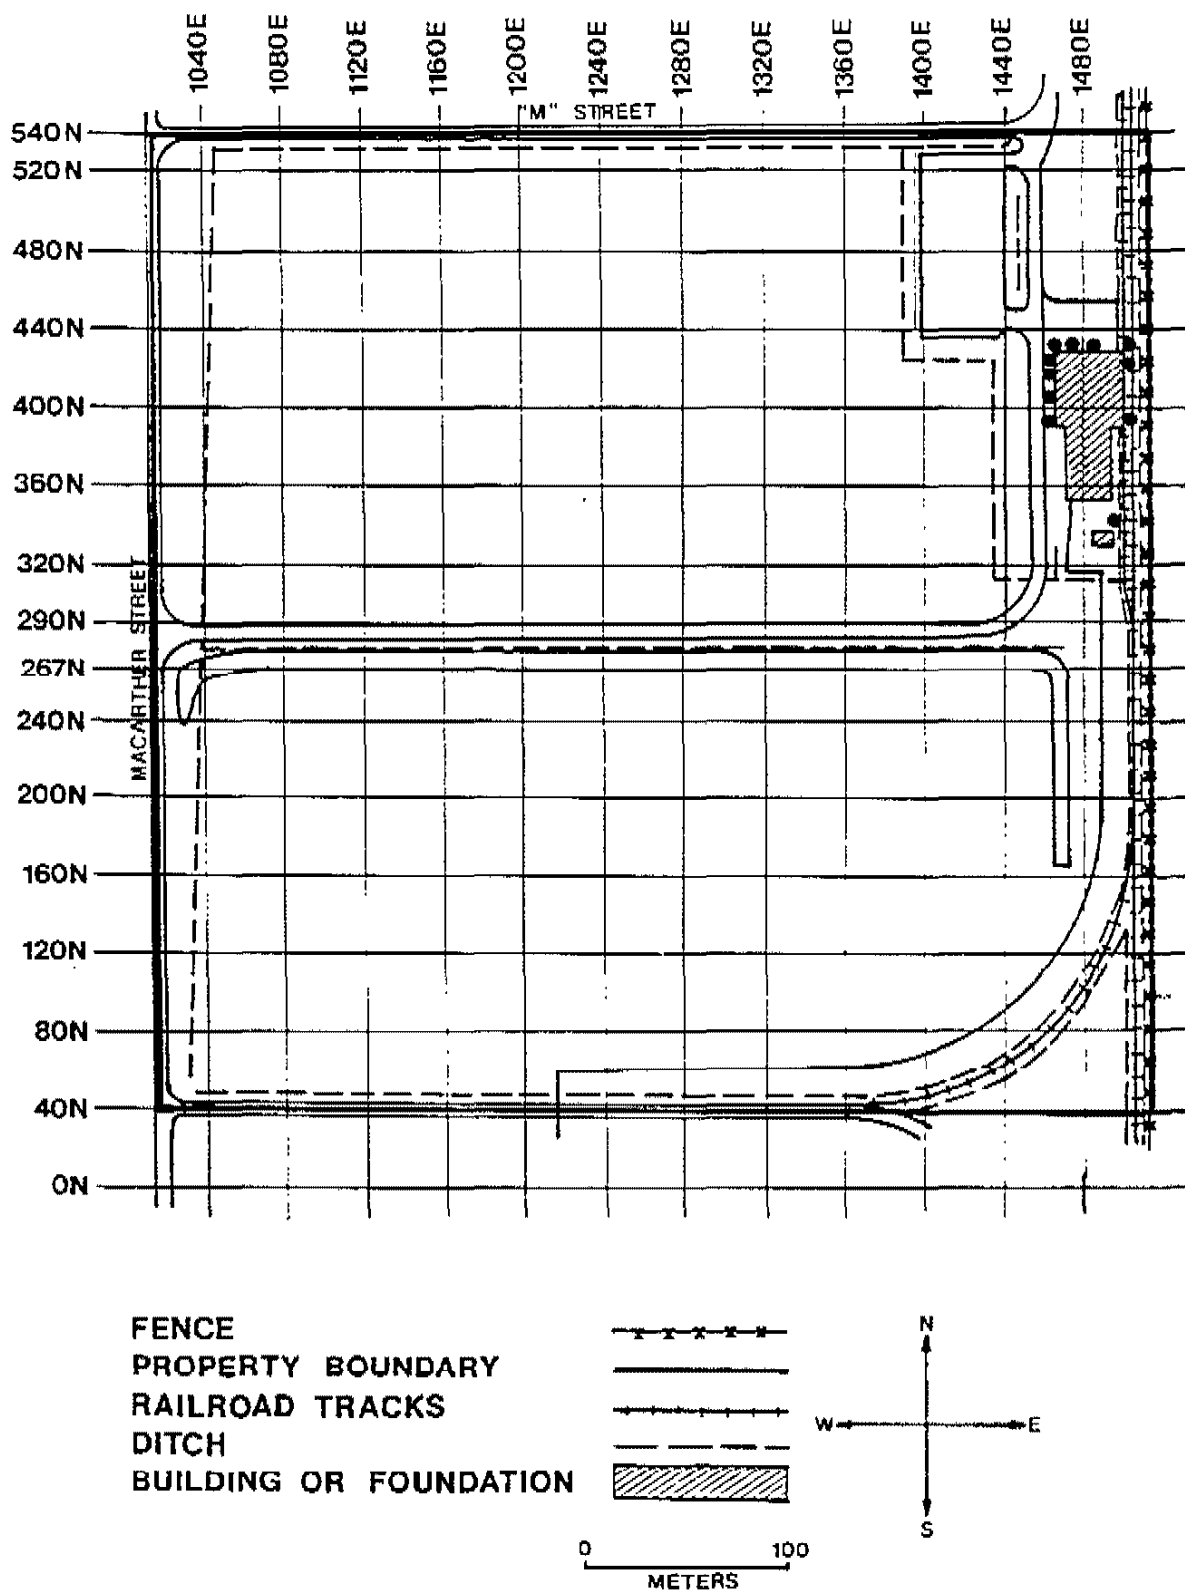 1040E
1080E
1120E
1160E
1200E
1240E
1280E
1320E
1360E
1400E
1440E
1480E
"M" STREET
540N
520N
480N
440N
400N
360N
320N
290N
267N
240N
200N
160N
120N
80N
40N
0N
MACARTHER STREET
FENCE
PROPERTY BOUNDARY
RAILROAD TRACKS
DITCH
BUILDING OR FOUNDATION
N
W E
S
0 100
METERS